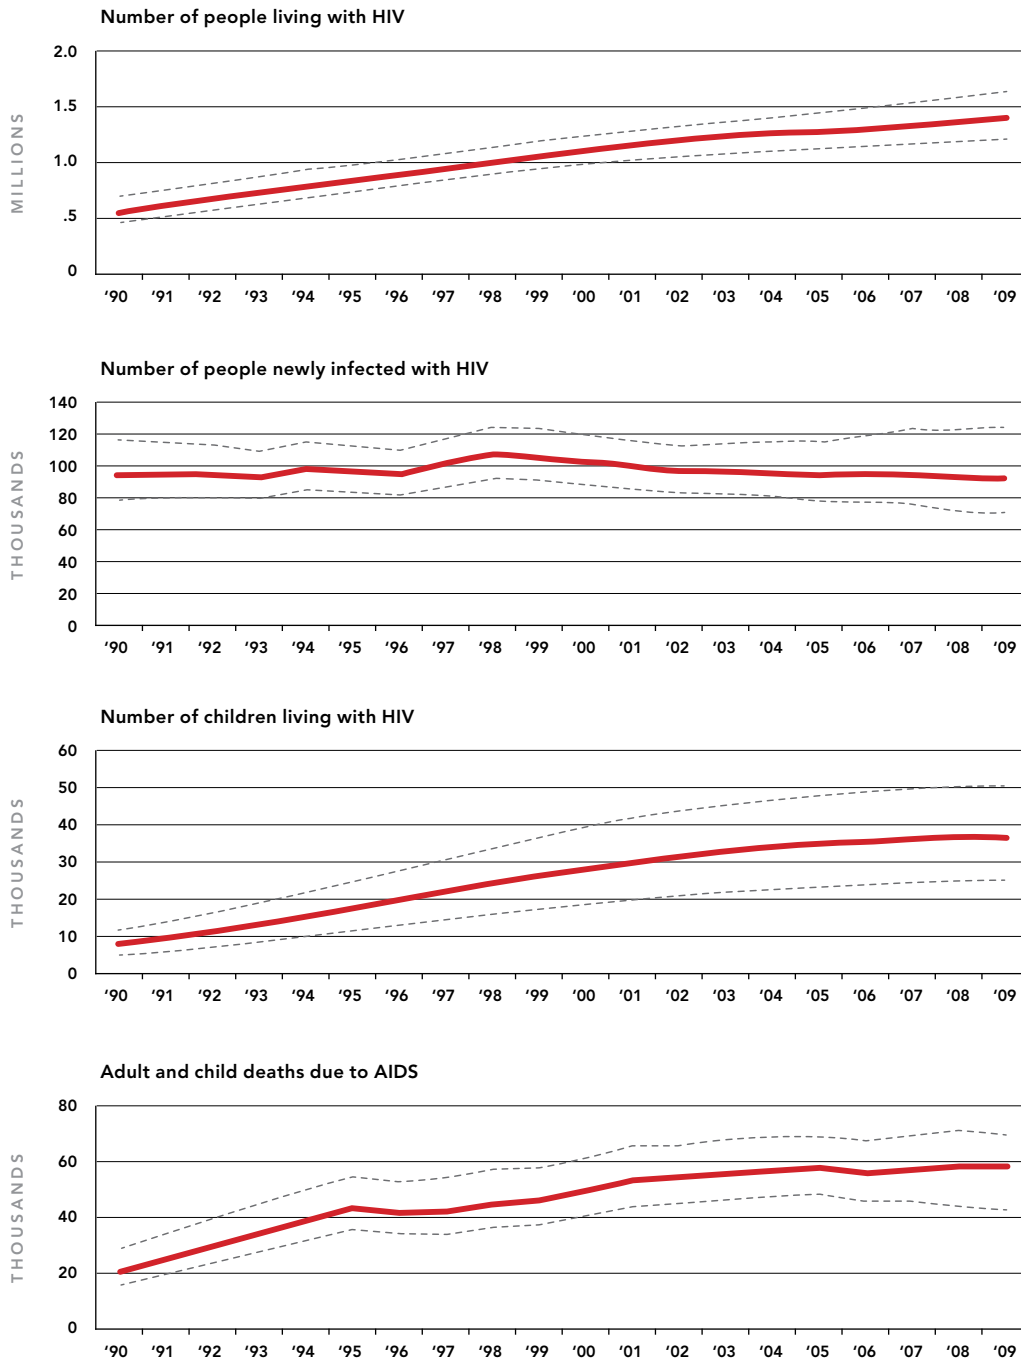 Number of people living with HIV
MILLIONS
2.0
1.5
1.0
.5
0
‘90 ‘91 ‘92 ‘93 ‘94 ‘95 ‘96 ‘97 ‘98 ‘99 ‘00 ‘01 ‘02 ‘03 ‘04 ‘05 ‘06 ‘07 ‘08 ‘09
Number of people newly infected with HIV
THOUSANDS
140
120
100
80
60
40
20
0
‘90 ‘91 ‘92 ‘93 ‘94 ‘95 ‘96 ‘97 ‘98 ‘99 ‘00 ‘01 ‘02 ‘03 ‘04 ‘05 ‘06 ‘07 ‘08 ‘09
Number of children living with HIV
THOUSANDS
60
50
40
30
20
10
0
‘90 ‘91 ‘92 ‘93 ‘94 ‘95 ‘96 ‘97 ‘98 ‘99 ‘00 ‘01 ‘02 ‘03 ‘04 ‘05 ‘06 ‘07 ‘08 ‘09
Adult and child deaths due to AIDS
THOUSANDS
80
60
40
20
0
‘90 ‘91 ‘92 ‘93 ‘94 ‘95 ‘96 ‘97 ‘98 ‘99 ‘00 ‘01 ‘02 ‘03 ‘04 ‘05 ‘06 ‘07 ‘08 ‘09